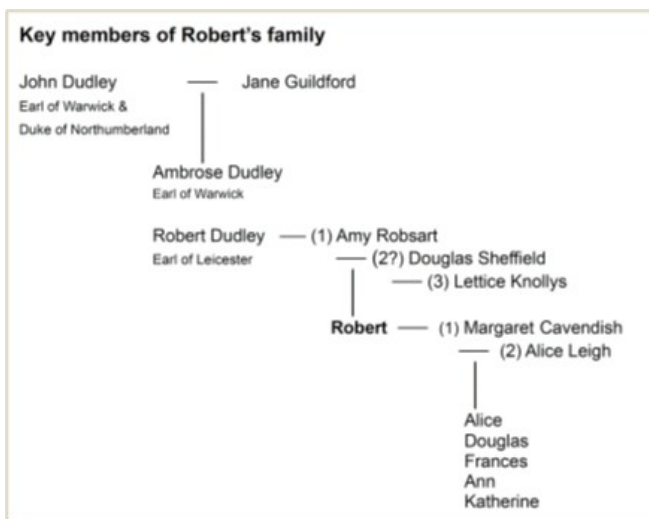 Key members of Robert's family
John Dudley — Jane Guildford
Earl of Warwick &
Duke of Northumberland
Ambrose Dudley
Earl of Warwick
Robert Dudley — (1) Amy Robsart
Earl of Leicester — (2?) Douglas Sheffield
— (3) Lettice Knollys
Robert — (1) Margaret Cavendish
— (2) Alice Leigh
Alice
Douglas
Frances
Ann
Katherine